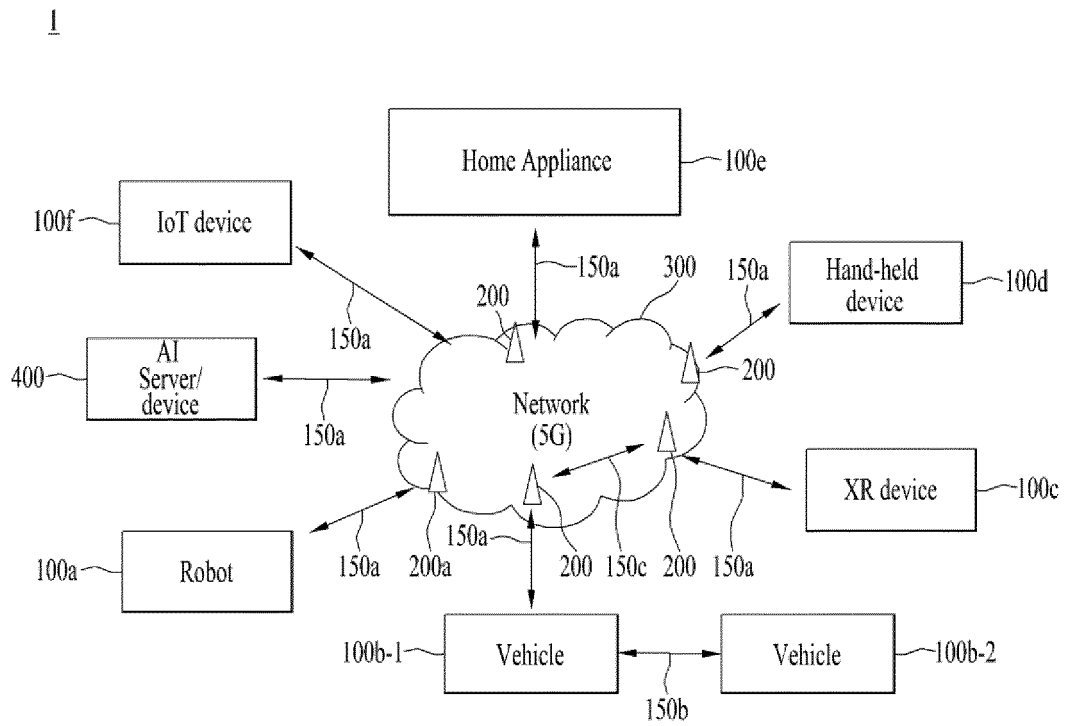 1
Home Appliance
100e
100f
IoT device
150a
300
150a
Hand-held
device
100d
200
150a
400
AI
Server/
device
150a
200
Network
(5G)
XR device
100c
150a
150a
200a
200
150c
200
150a
100a
Robot
100b-1
Vehicle
Vehicle
100b-2
150b